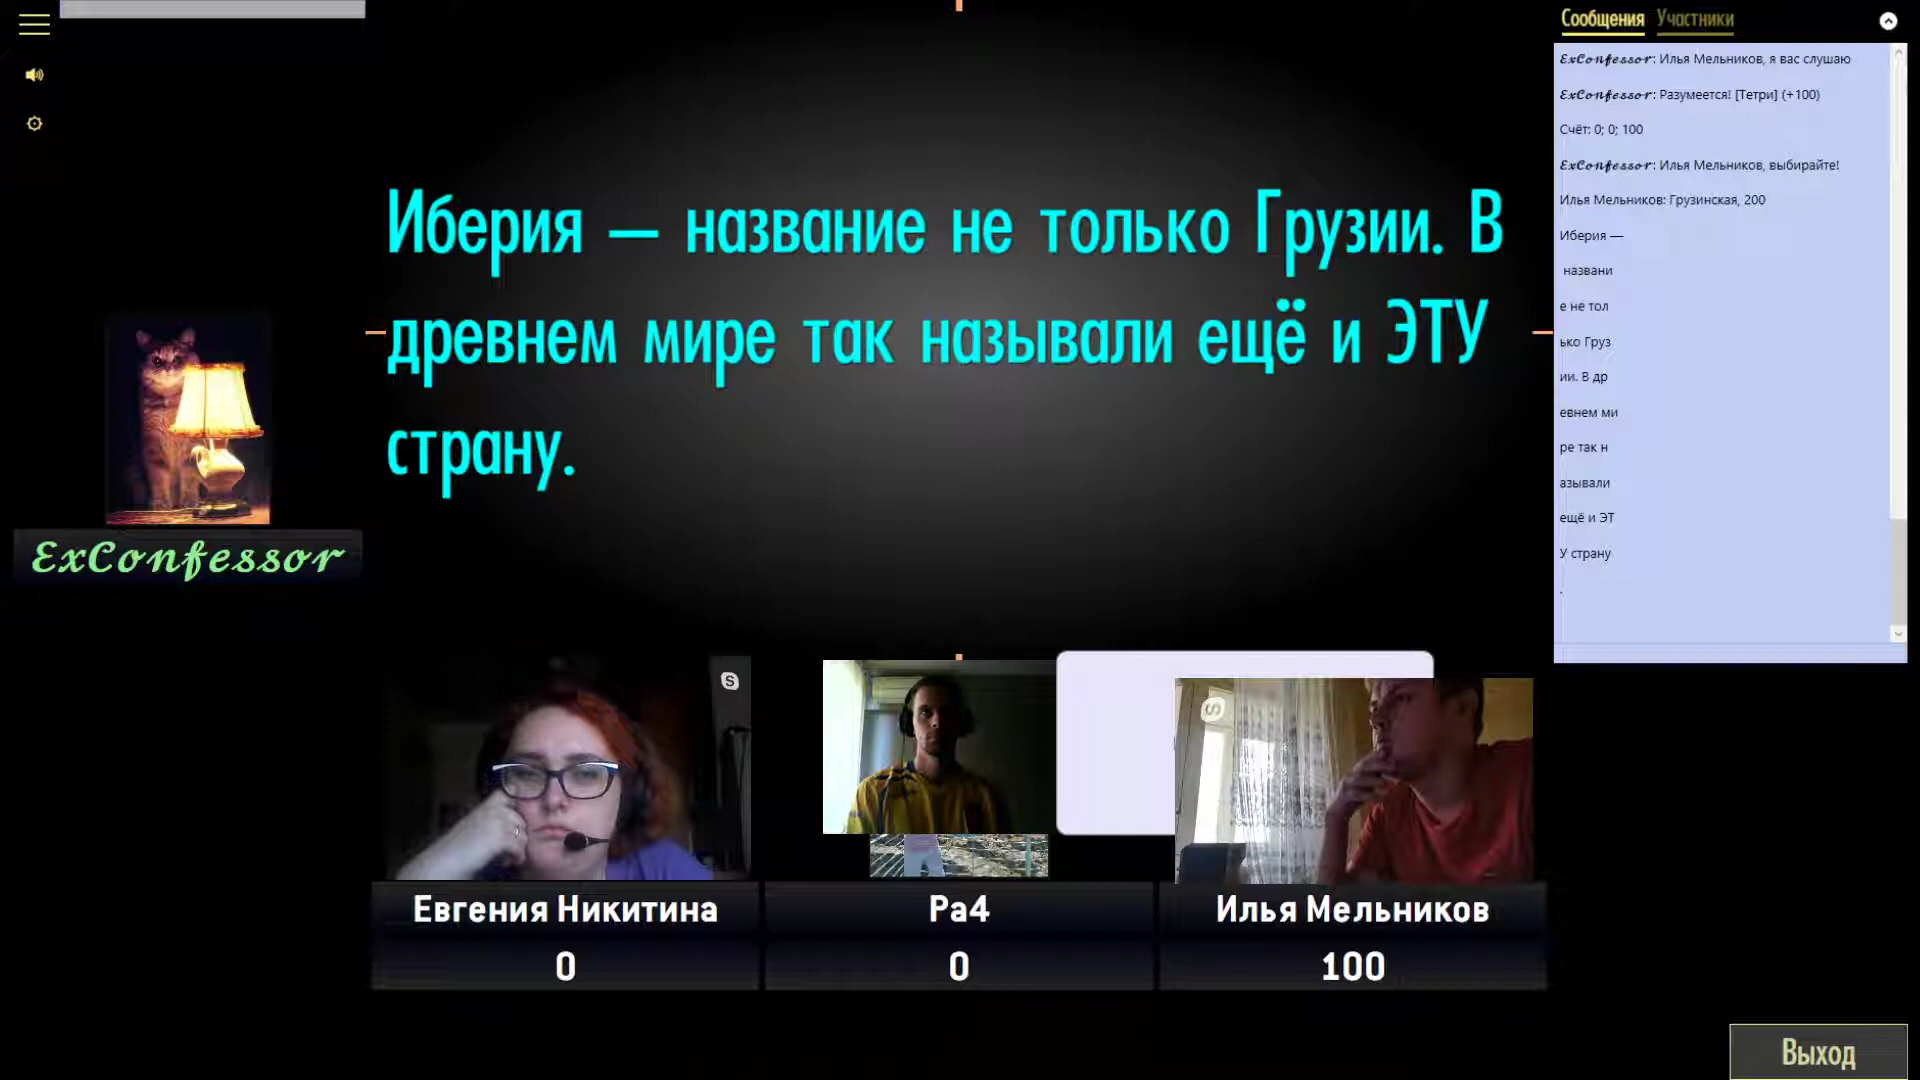 Иберия — название не только Грузии. В
древнем мире так называли ещё и ЭТУ
страну.
ExConfessor
Сообщения Участники
ExConfessor: Илья Мельников, я вас слушаю
ExConfessor: Разумеется! [Тетри] (+100)
Счёт: 0; 0; 100
ExConfessor: Илья Мельников, выбирайте!
Илья Мельников: Грузинская, 200
Иберия —
названи
е не тол
ько Груз
ии. В др
евнем ми
ре так н
азывали
ещё и ЭТ
У страну
.
Евгения Никитина
0
Pa4
0
Илья Мельников
100
Выход